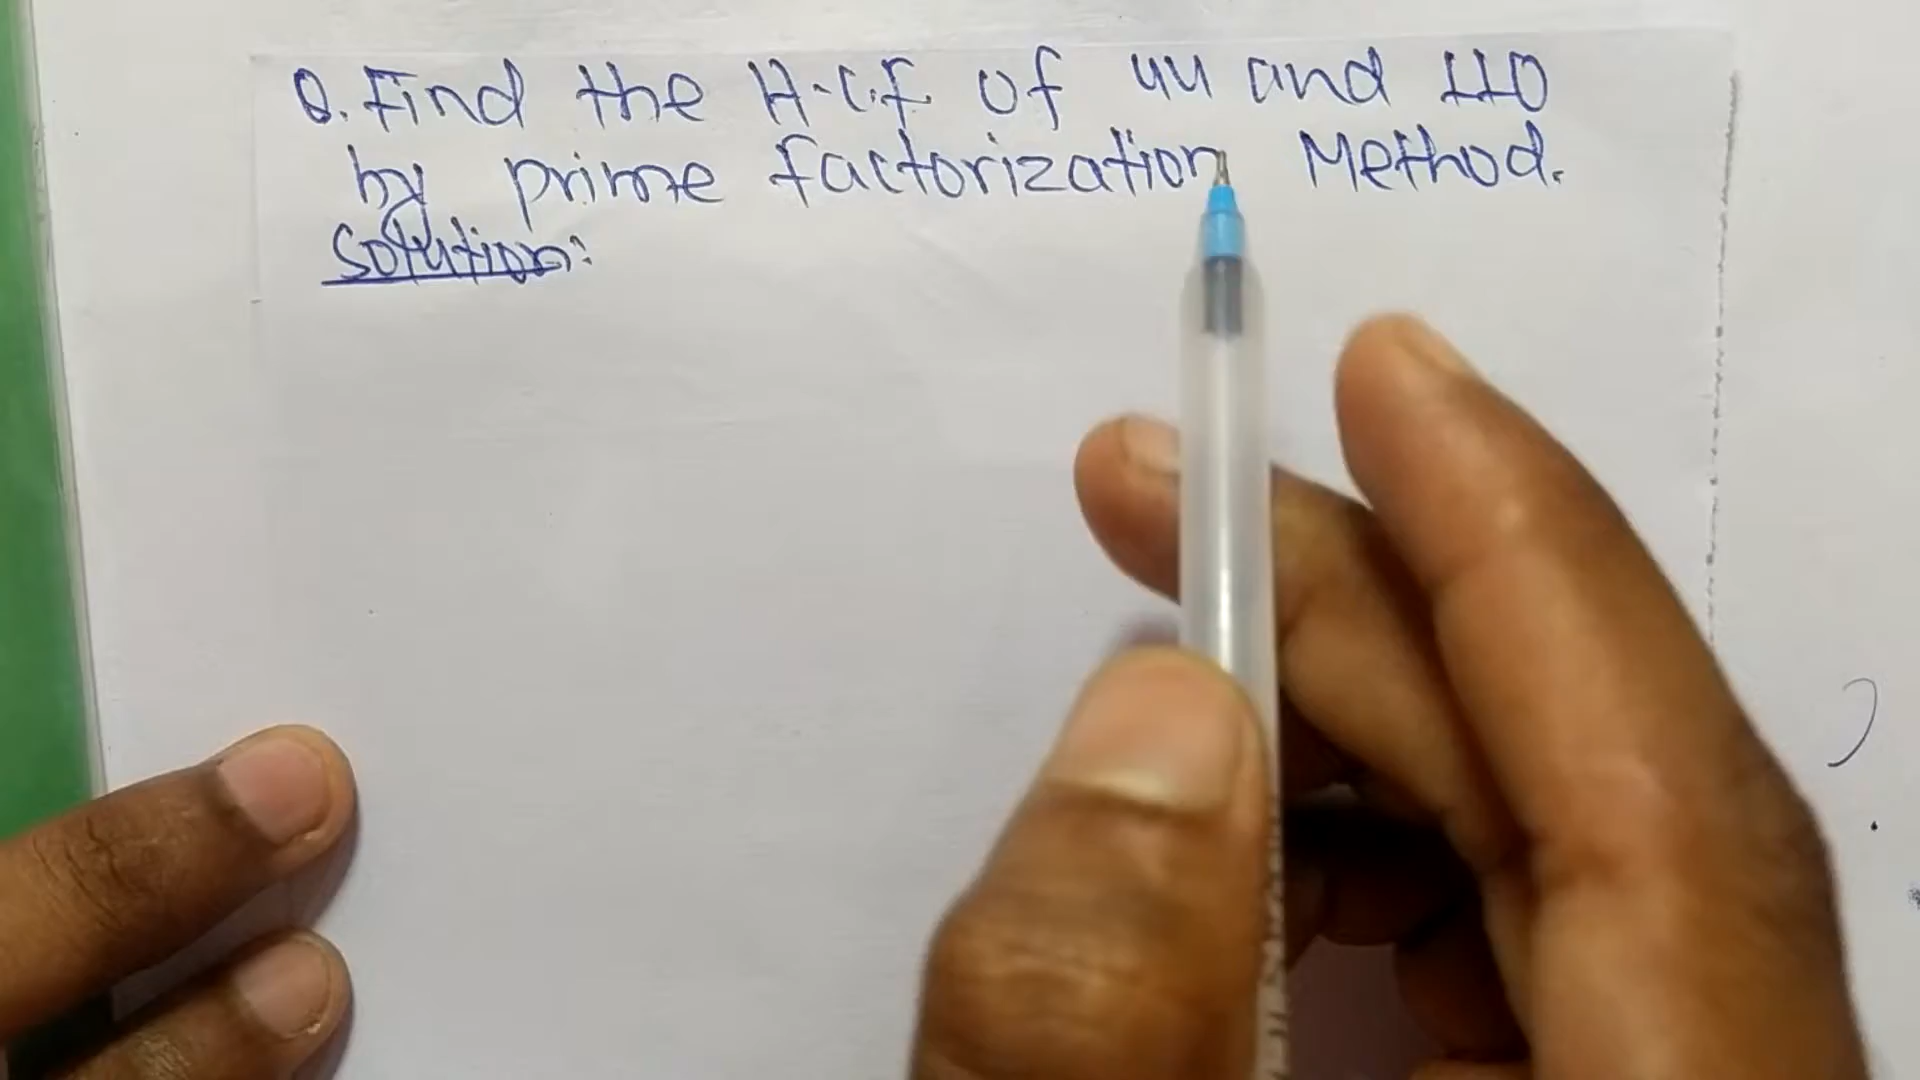 Q. Find the H.C.F. of 44 and 110
by prime factorization Method.
Solution: